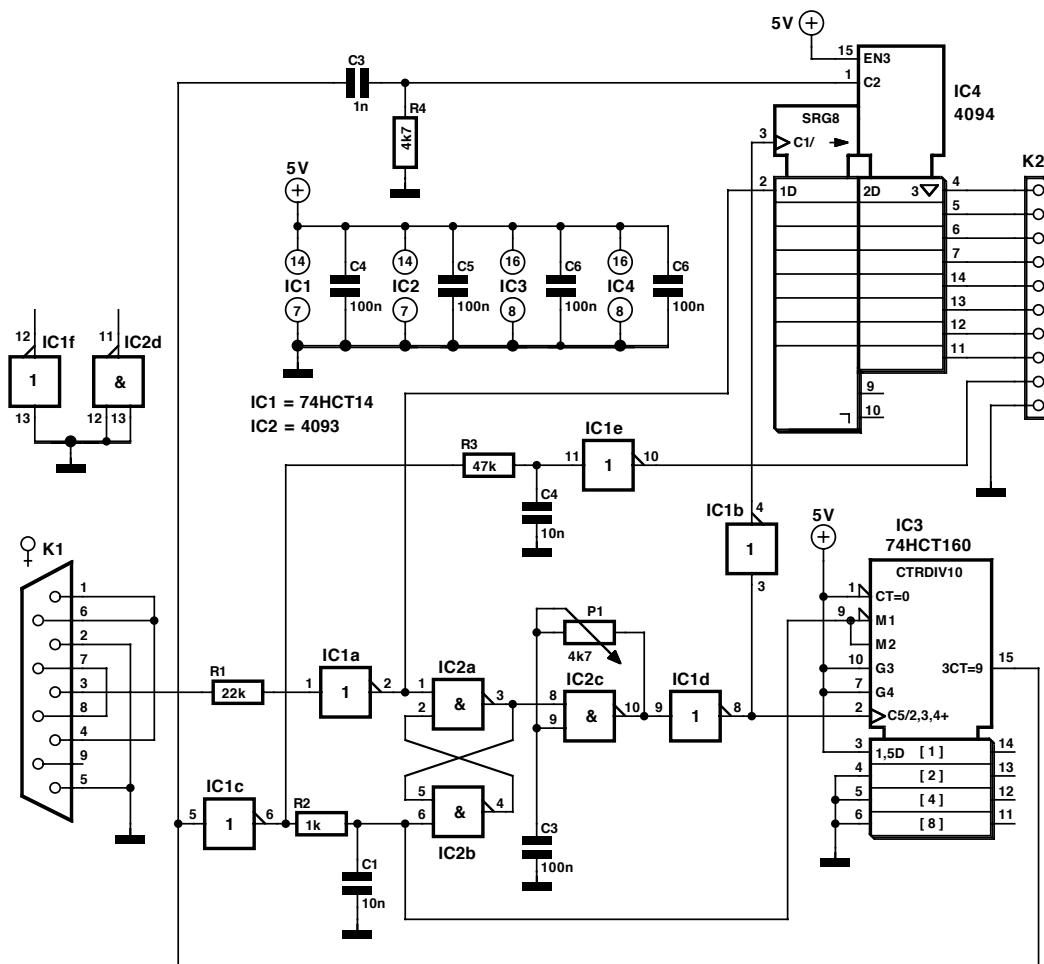 5V
15
EN3
1
C2
IC4
4094
C3
1n
R4
4k7
SRG8
3
C1/
K2
2
1D
2D
3
4
5
6
7
14
13
12
11
9
10
5V
14
IC1
7
C4
100n
14
IC2
7
C5
100n
16
IC3
8
C6
100n
16
IC4
8
C6
100n
12
IC1f
1
13
11
IC2d
&
12
13
IC1 = 74HCT14
IC2 = 4093
R3
47k
C4
10n
11
IC1e
1
10
IC1b
4
1
3
5V
IC3
74HCT160
CTRDIV10
1
CT=0
9
M1
M2
10
G3
7
G4
2
C5/2,3,4+
3CT=9
15
3
1,5D
[ 1 ]
14
4
[ 2 ]
13
5
[ 4 ]
12
6
[ 8 ]
11
K1
1
6
2
7
3
8
4
9
5
R1
22k
IC1a
1
1
2
IC2a
1
2
&
3
P1
4k7
IC2c
8
9
&
10
IC1d
9
1
8
IC1c
5
1
6
R2
1k
C1
10n
5
6
&
4
IC2b
C3
100n